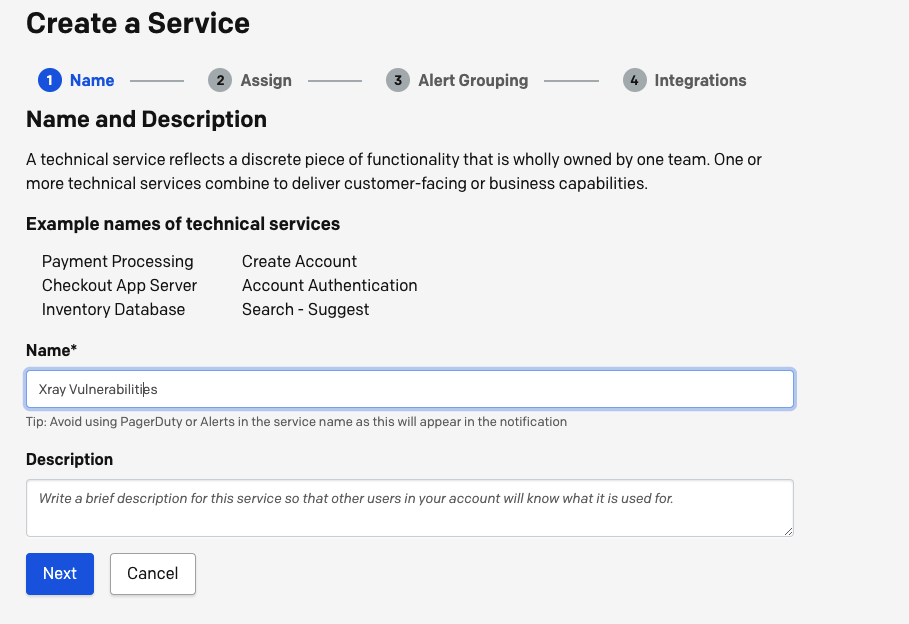 Create a Service
1 Name
2 Assign
3 Alert Grouping
4 Integrations
Name and Description
A technical service reflects a discrete piece of functionality that is wholly owned by one team. One or
more technical services combine to deliver customer-facing or business capabilities.
Example names of technical services
Payment Processing Create Account
Checkout App Server Account Authentication
Inventory Database Search - Suggest
Name*
Xray Vulnerabilities
Tip: Avoid using PagerDuty or Alerts in the service name as this will appear in the notification
Description
Write a brief description for this service so that other users in your account will know what it is used for.
Next Cancel